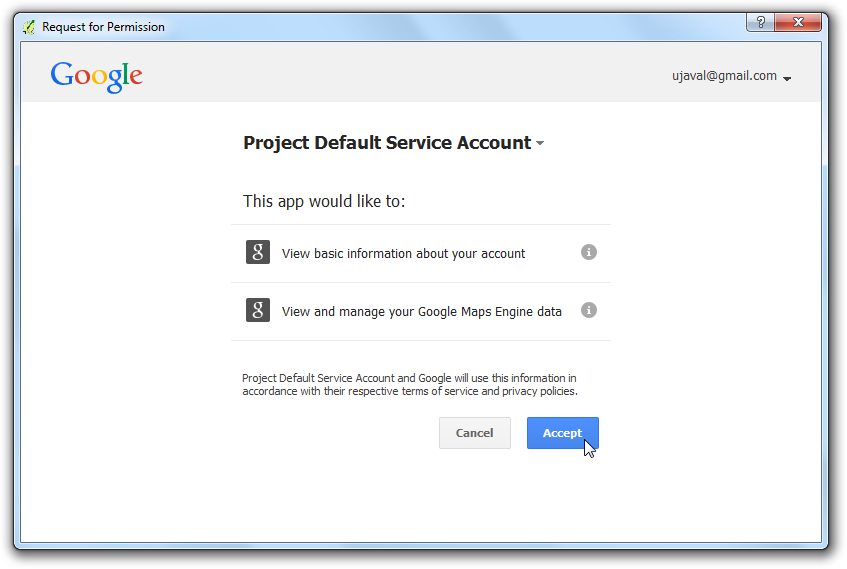 Request for Permission
?
Google
ujaval@gmail.com
Project Default Service Account
This app would like to:
g View basic information about your account i
g View and manage your Google Maps Engine data i
Project Default Service Account and Google will use this information in
accordance with their respective terms of service and privacy policies.
Cancel Accept